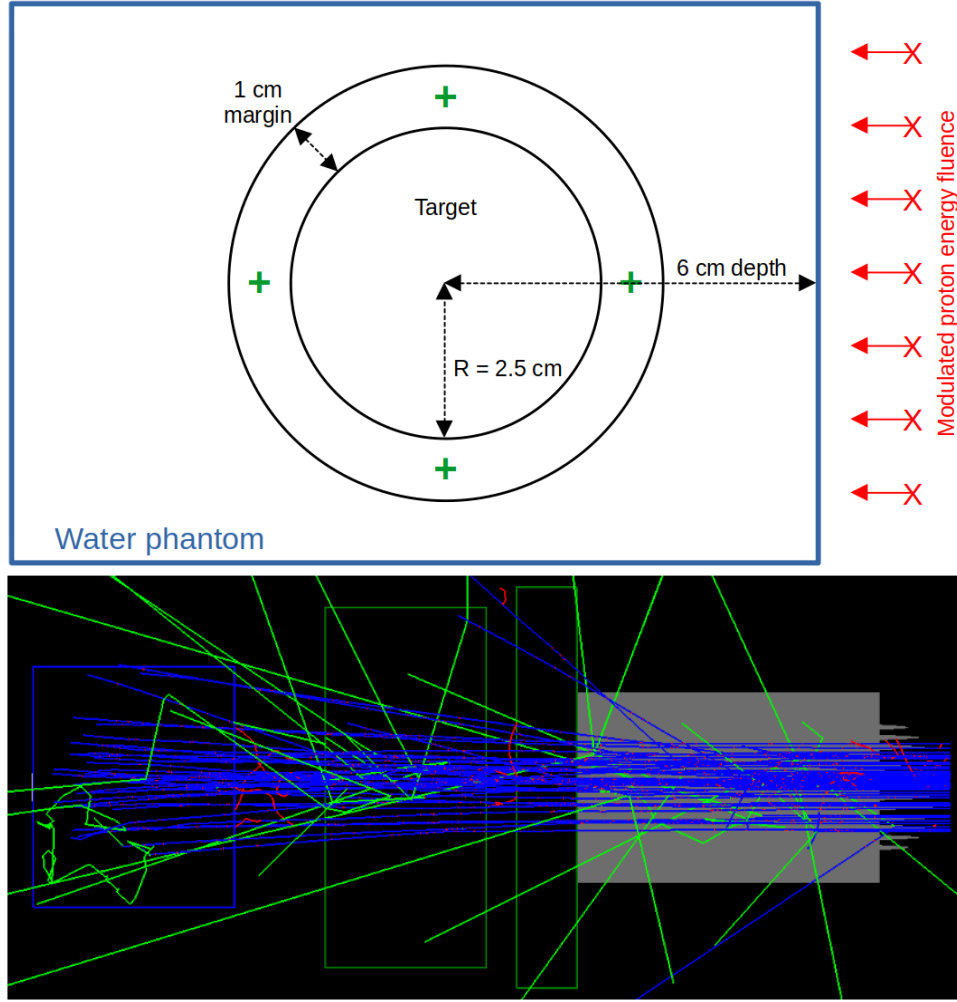 1 cm
margin
Target
6 cm depth
R = 2.5 cm
Water phantom
X
X
X
X
X
X
X
Modulated proton energy fluence